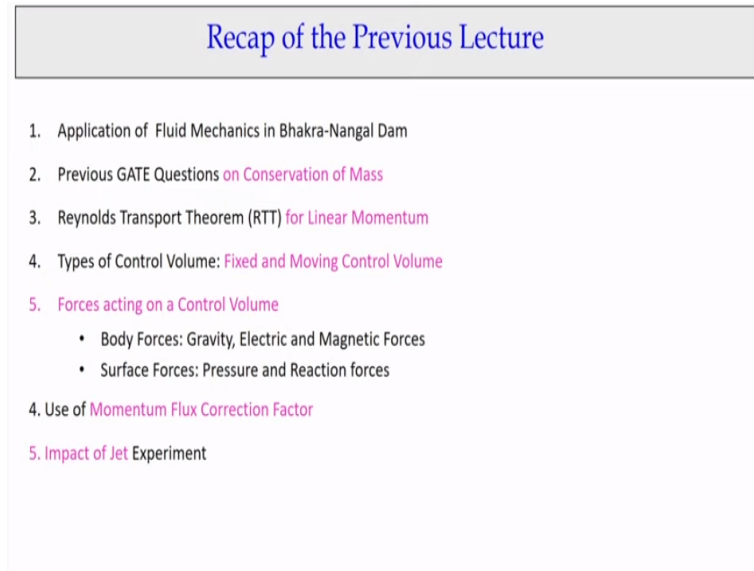 Recap of the Previous Lecture
1. Application of Fluid Mechanics in Bhakra-Nangal Dam
2. Previous GATE Questions on Conservation of Mass
3. Reynolds Transport Theorem (RTT) for Linear Momentum
4. Types of Control Volume: Fixed and Moving Control Volume
5. Forces acting on a Control Volume
• Body Forces: Gravity, Electric and Magnetic Forces
• Surface Forces: Pressure and Reaction forces
4. Use of Momentum Flux Correction Factor
5. Impact of Jet Experiment